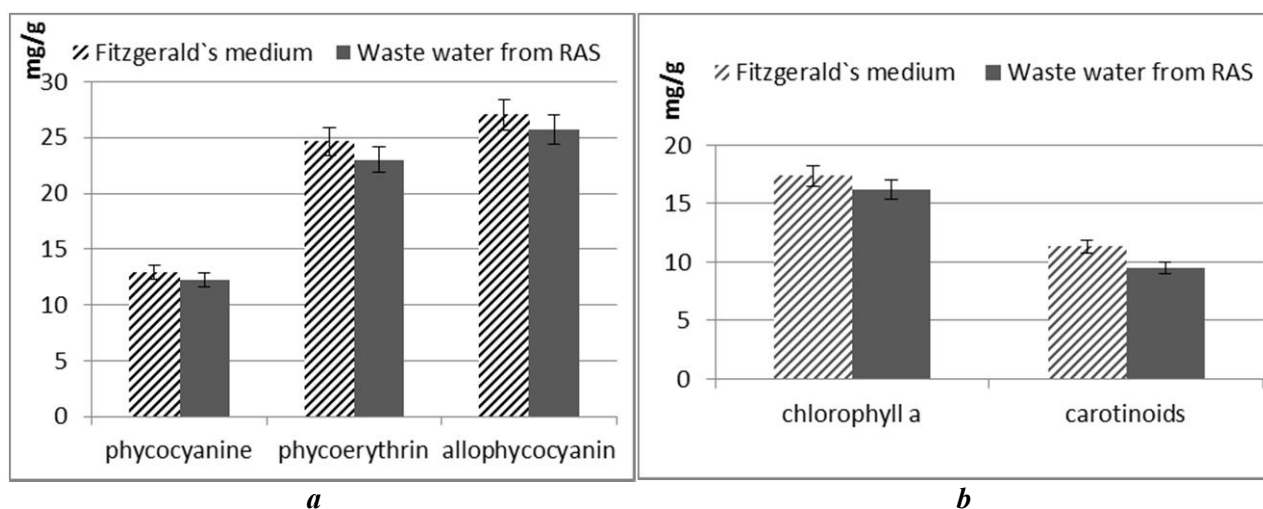 mg/g
Fitzgerald`s medium
Waste water from RAS
30
25
20
15
10
5
0
phycocyanine
phycoerythrin
allophycocyanin
a
mg/g
Fitzgerald`s medium
Waste water from RAS
20
15
10
5
0
chlorophyll a
carotinoids
b